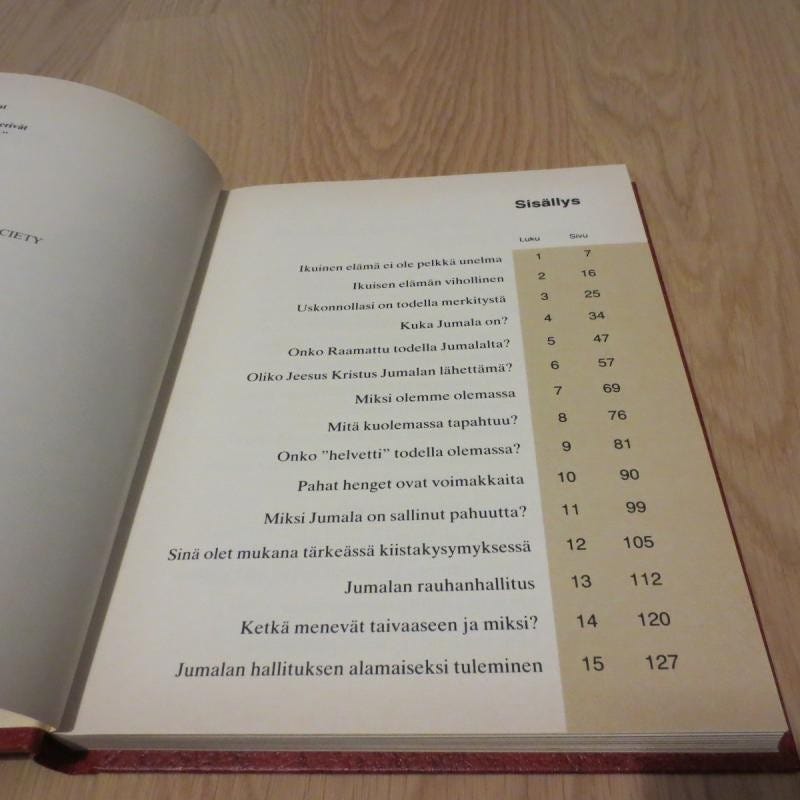 erivät
CIETY
Sisällys
Luku Sivu
Ikuinen elämä ei ole pelkkä unelma 1 7
Ikuisen elämän vihollinen 2 16
Uskonnollasi on todella merkitystä 3 25
Kuka Jumala on? 4 34
Onko Raamattu todella Jumalalta? 5 47
Oliko Jeesus Kristus Jumalan lähettämä? 6 57
Miksi olemme olemassa 7 69
Mitä kuolemassa tapahtuu? 8 76
Onko ”helvetti” todella olemassa? 9 81
Pahat henget ovat voimakkaita 10 90
Miksi Jumala on sallinut pahuutta? 11 99
Sinä olet mukana tärkeässä kiistakysymyksessä 12 105
Jumalan rauhanhallitus 13 112
Ketkä menevät taivaaseen ja miksi? 14 120
Jumalan hallituksen alamaiseksi tuleminen 15 127